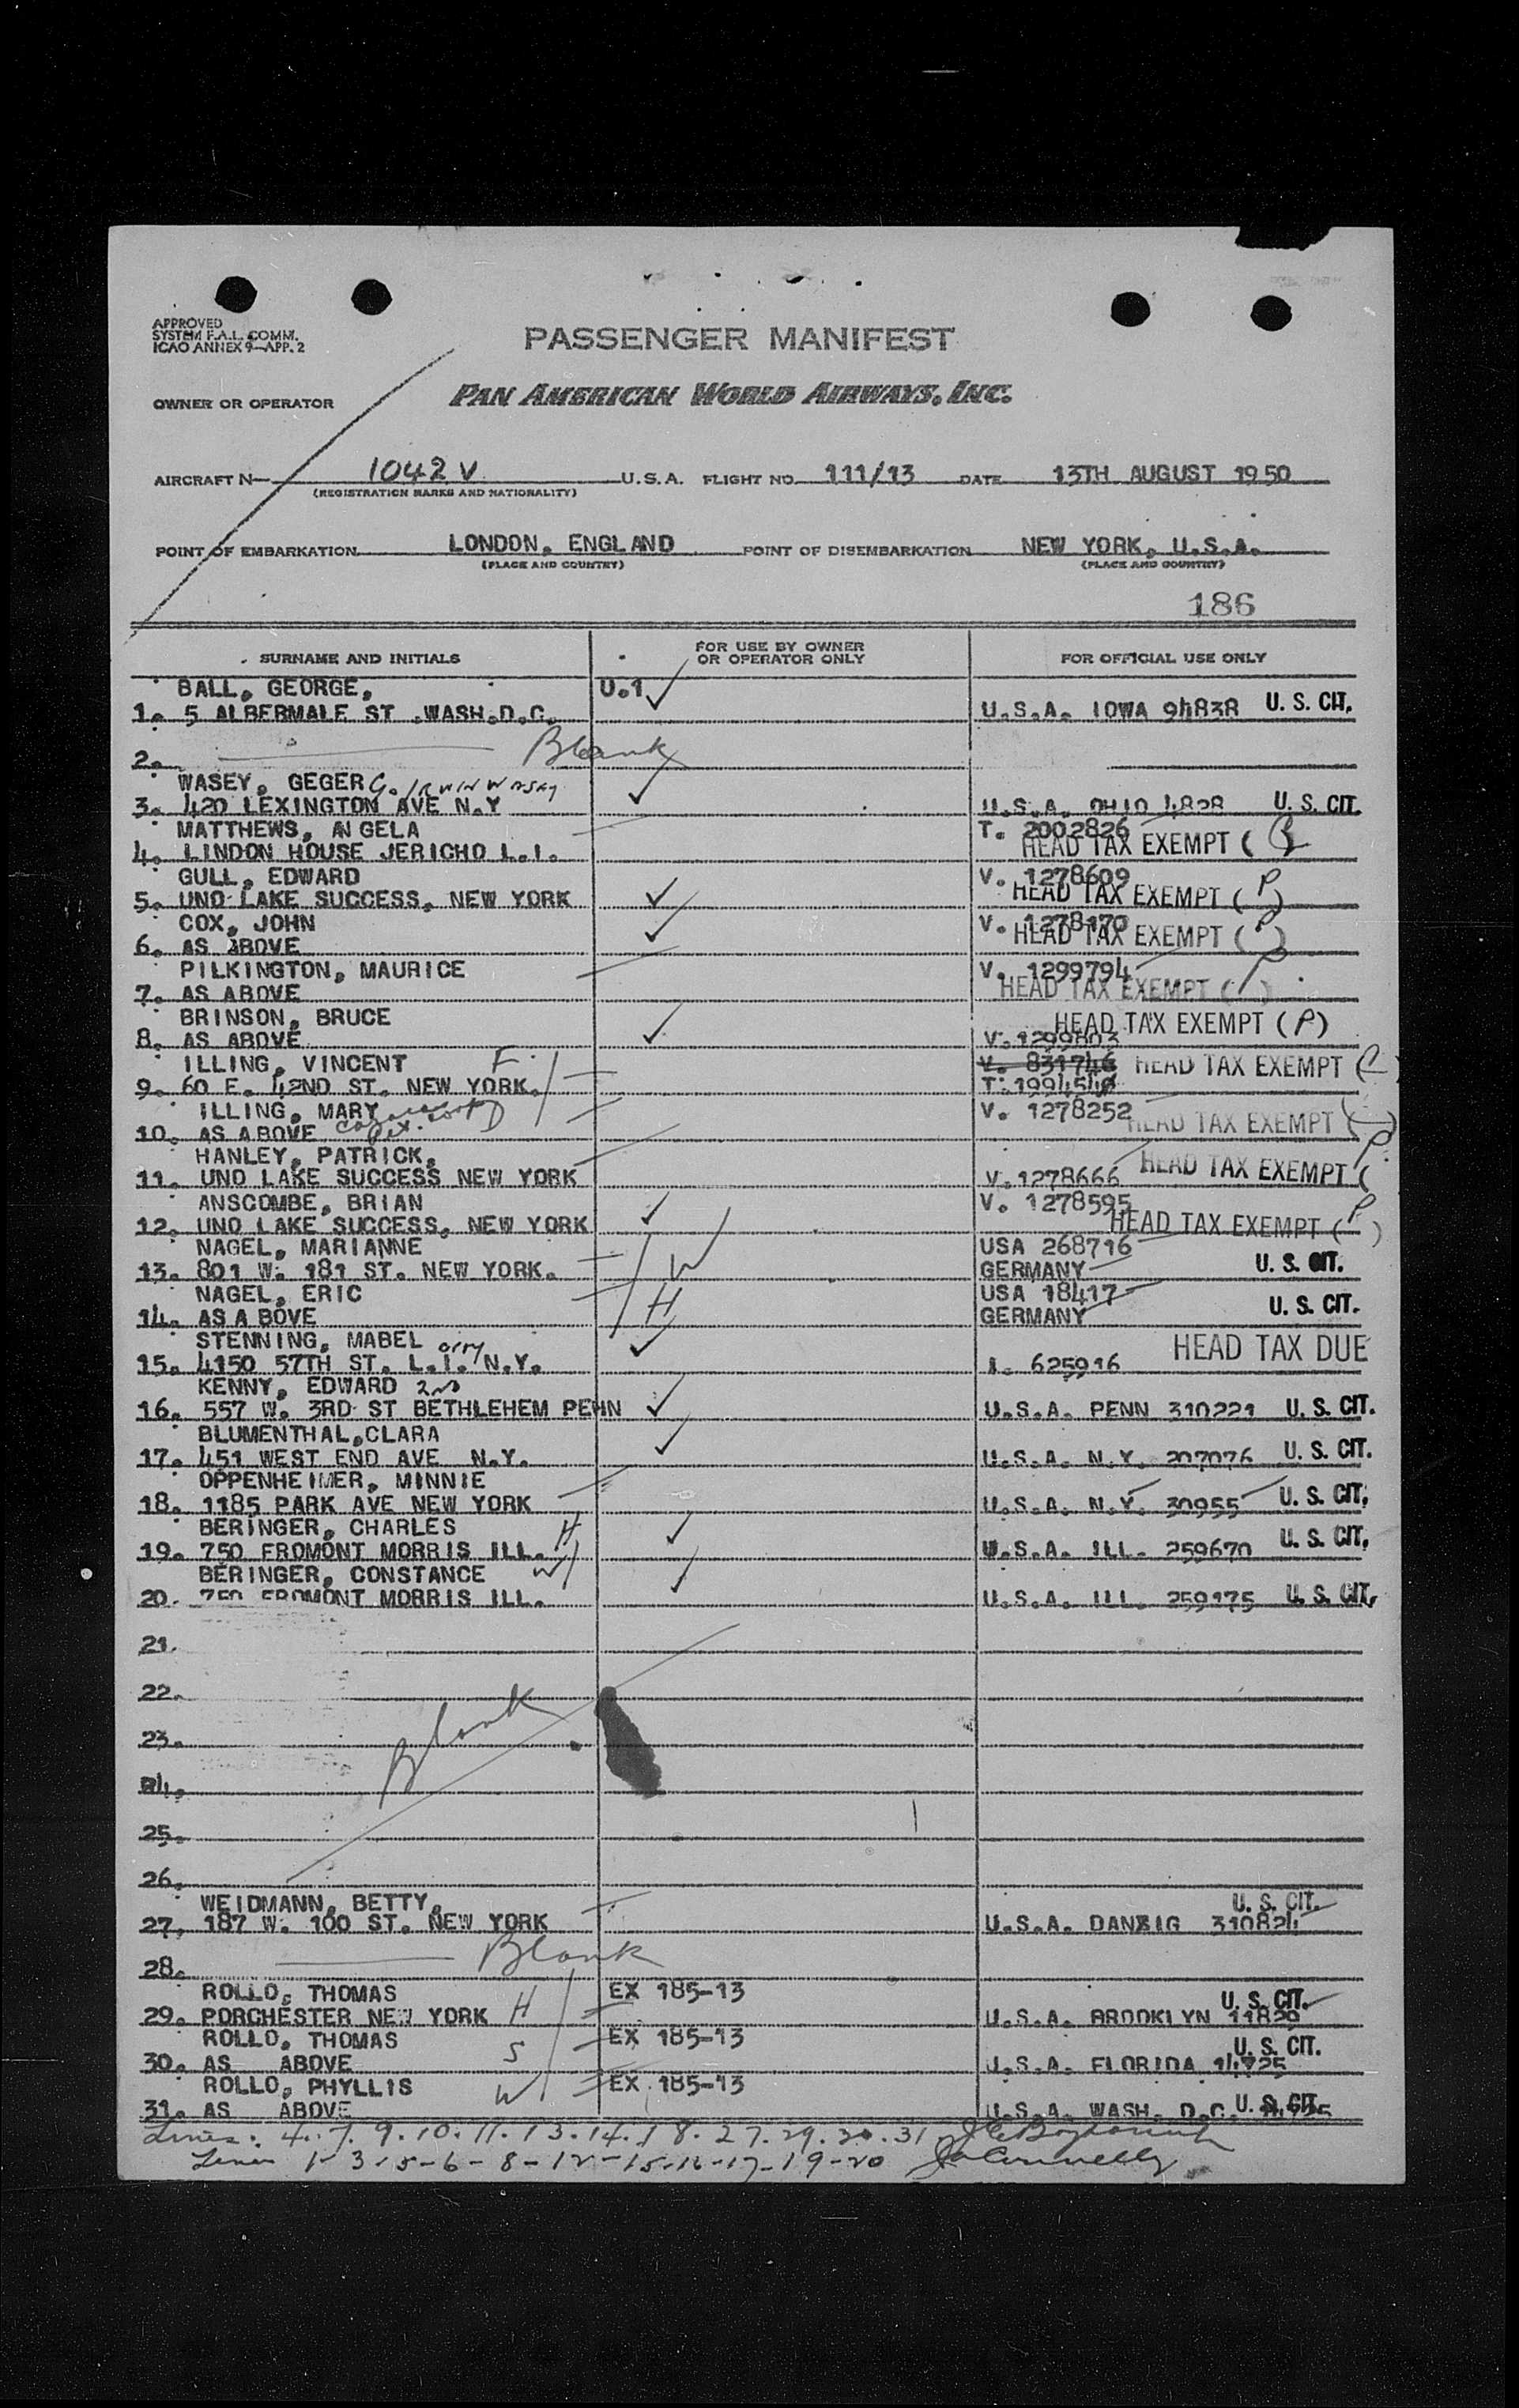 APPROVED
SYSTEM F.A.L. COMM.
ICAO ANNEX 9—APP. 2
PASSENGER MANIFEST
OWNER OR OPERATOR PAN AMERICAN WORLD AIRWAYS, INC.
AIRCRAFT N— 1042 V U.S.A. FLIGHT NO. 111/13 DATE 13TH AUGUST 1950
(REGISTRATION MARKS AND NATIONALITY)
POINT OF EMBARKATION LONDON, ENGLAND POINT OF DISEMBARKATION NEW YORK, U.S.A.
(PLACE AND COUNTRY) (PLACE AND COUNTRY)
186
SURNAME AND INITIALS FOR USE BY OWNER OR OPERATOR ONLY FOR OFFICIAL USE ONLY
BALL, GEORGE, U.1
1. 5 ALBERMALE ST .WASH.D.C. U.S.A. IOWA 94838 U. S. CIT.
2. Blank
WASEY, GEGER G. IRWIN WASEY
3. 420 LEXINGTON AVE N.Y U.S.A. OHIO 4828 U. S. CIT.
MATTHEWS, AN GELA T. 2002826
4. LINDON HOUSE JERICHO L.I. HEAD TAX EXEMPT (
GULL, EDWARD V. 1278609
5. UNO LAKE SUCCESS, NEW YORK HEAD TAX EXEMPT (P)
COX, JOHN V. 1278170
6. AS ABOVE HEAD TAX EXEMPT (P)
PILKINGTON, MAURICE V. 1299794
7. AS ABOVE HEAD TAX EXEMPT (P)
BRINSON, BRUCE HEAD TAX EXEMPT (P)
8. AS ABOVE V.1299803
ILLING, VINCENT F V. 831746 HEAD TAX EXEMPT (
9. 60 E. 42ND ST. NEW YORK. T.1994540
ILLING, MARY D V. 1278252 HEAD TAX EXEMPT (
10. AS ABOVE
HANLEY, PATRICK,
11. UNO LAKE SUCCESS NEW YORK V.1278666 HEAD TAX EXEMPT (P
ANSCOMBE, BRIAN V. 1278595
12. UNO LAKE SUCCESS, NEW YORK HEAD TAX EXEMPT (P)
NAGEL, MARIANNE W USA 268716
13. 801 W. 181 ST. NEW YORK. GERMANY U. S. CIT.
NAGEL, ERIC H USA 18417
14. AS A BOVE GERMANY U. S. CIT.
STENNING, MABEL HEAD TAX DUE
15. 4150 57TH ST. L.I. N.Y. I. 625916
KENNY, EDWARD 2nd
16. 557 W. 3RD ST BETHLEHEM PENN U.S.A. PENN 310221 U. S. CIT.
BLUMENTHAL,CLARA
17. 451 WEST END AVE N.Y. U.S.A. N.Y. 207076 U. S. CIT.
OPPENHEIMER, MINNIE
18. 1185 PARK AVE NEW YORK U.S.A. N.Y. 30955 U. S. CIT.
BERINGER, CHARLES H
19. 750 FROMONT MORRIS ILL. U.S.A. ILL. 259670 U. S. CIT.
BERINGER, CONSTANCE W
20. 750 FROMONT MORRIS ILL. U.S.A. ILL. 259175 U. S. CIT.
21.
22.
23. Blank
24.
25.
26.
WEIDMANN, BETTY, U. S. CIT.
27. 187 W. 100 ST. NEW YORK U.S.A. DANZIG 310824
28. Blank
ROLLO, THOMAS H EX 185-13 U. S. CIT.
29. PORCHESTER NEW YORK U.S.A. BROOKLYN 11829
ROLLO, THOMAS S EX 185-13 U. S. CIT.
30. AS ABOVE U.S.A. FLORIDA 14725
ROLLO, PHYLLIS W EX 185-13
31. AS ABOVE U.S.A. WASH. D.C. U. S. CIT.
Lines: 4. 7. 9. 10. 11. 13. 14. 18. 27. 29. 30. 31
Lines 1-3-5-6-8-12-15-16-17-19-20